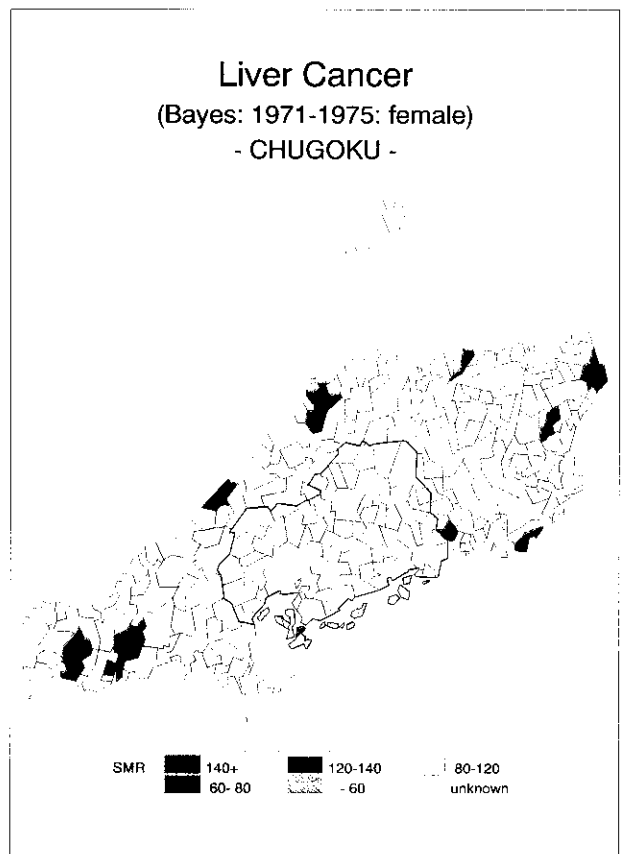 Liver Cancer
(Bayes: 1971-1975: female)
- CHUGOKU -
SMR 140+ 120-140 80-120
60- 80 - 60 unknown